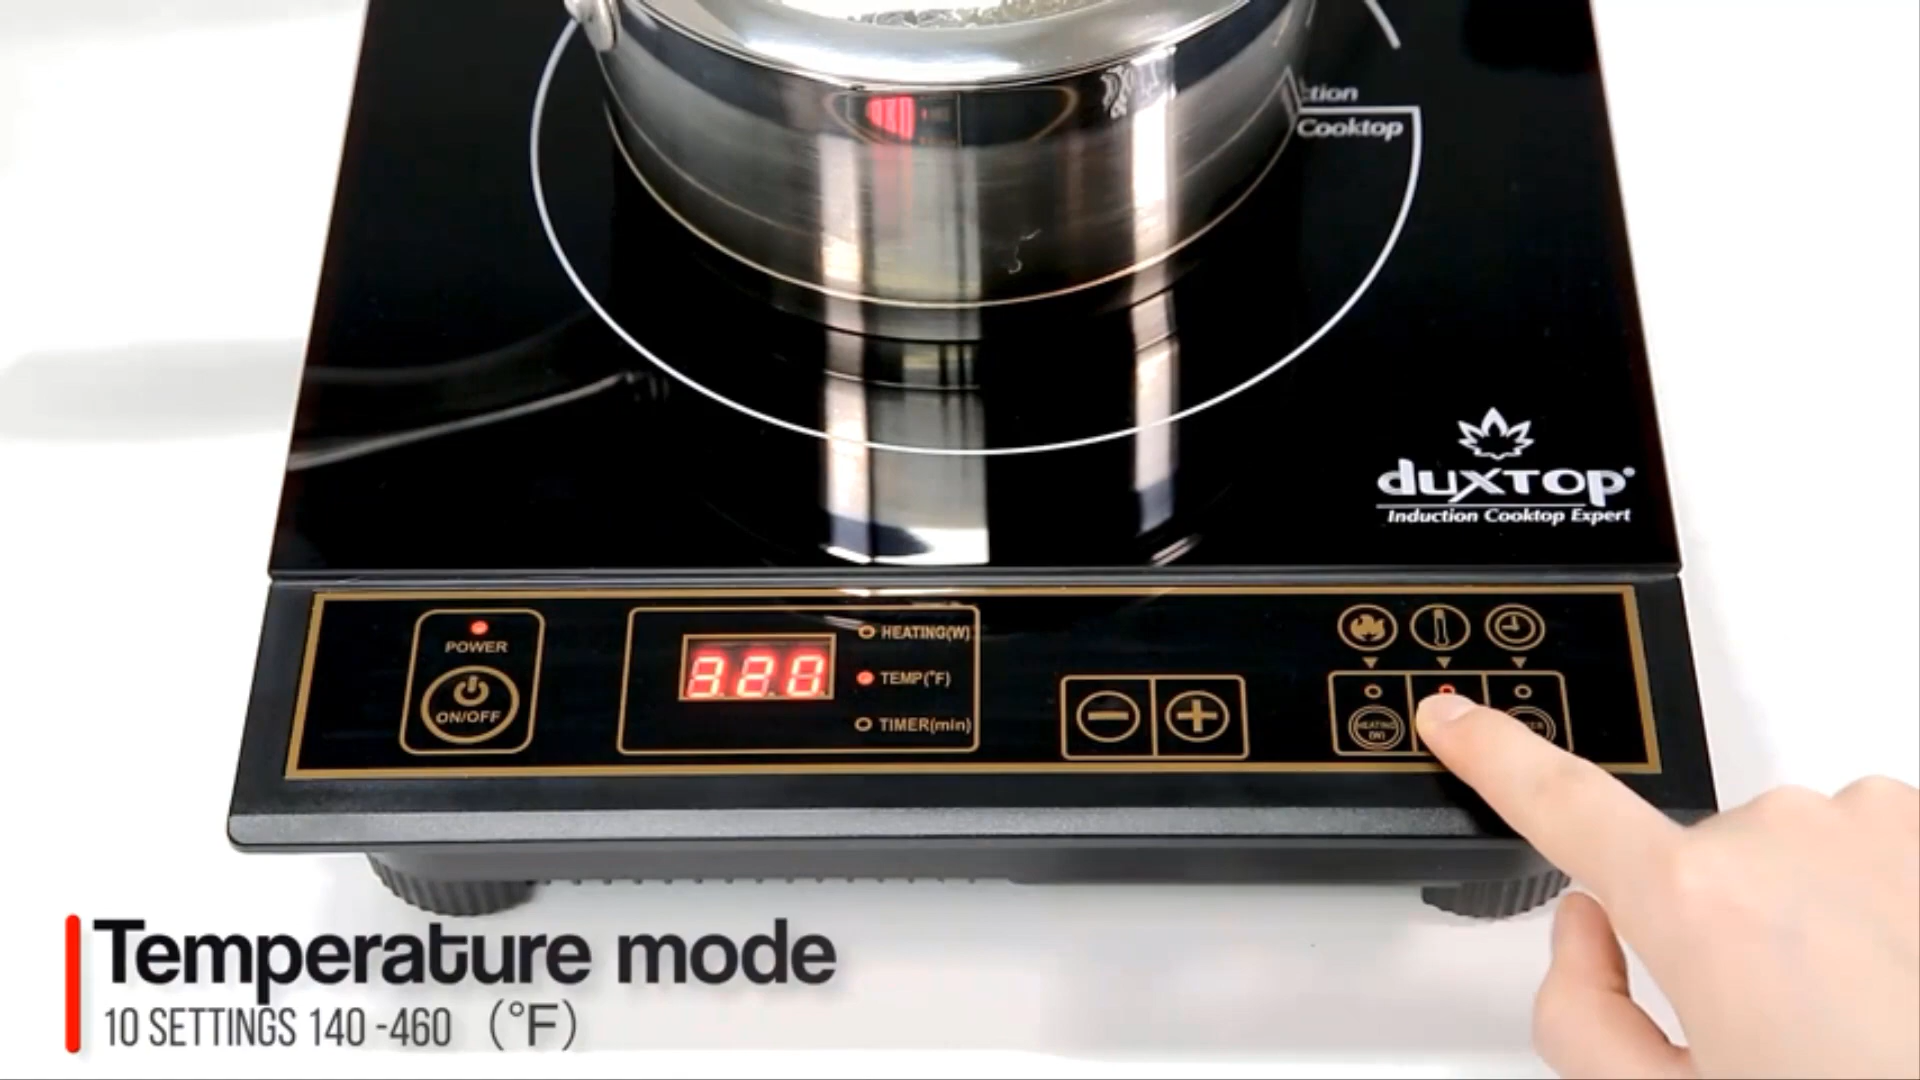 Cooktop
duxtop
Induction Cooktop Expert
POWER
ON/OFF
320
HEATING(W)
TEMP(°F)
TIMER(min)
HEATING
(W)
Temperature mode
10 SETTINGS 140 -460 (°F)